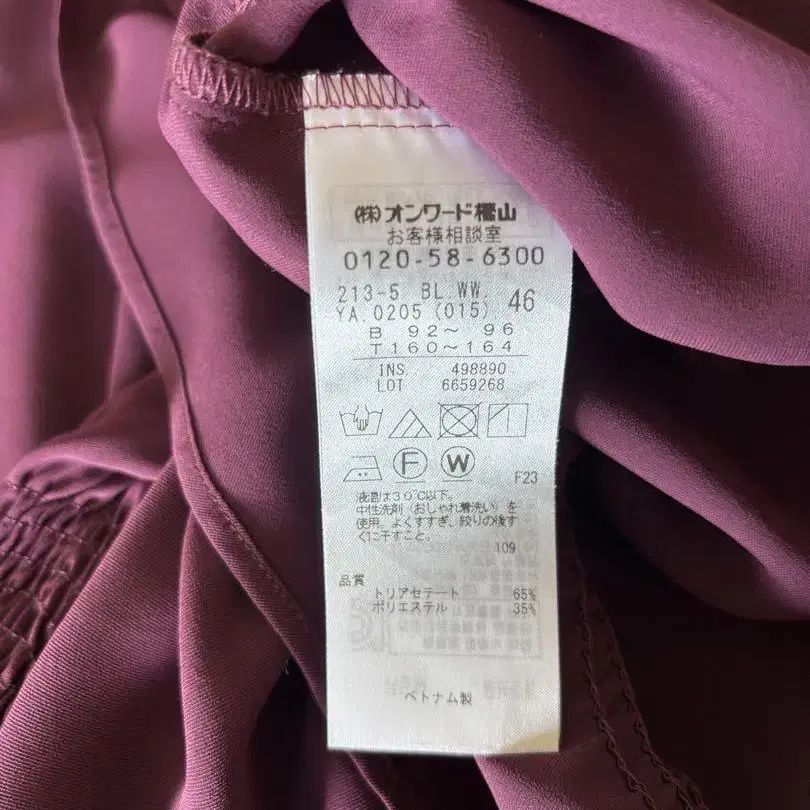 (株)オンワード樫山
お客様相談室
0120-58-6300
213-5 BL.WW.
YA.0205 (015) 46
B 92～ 96
T160～164
INS. 498890
LOT 6659268
F W
F23
液温は30℃以下。
中性洗剤（おしゃれ着洗い）を
使用。よくすすぎ、絞りの後す
ぐに干すこと。
109
品質
トリアセテート 65%
ポリエステル 35%
ベトナム製